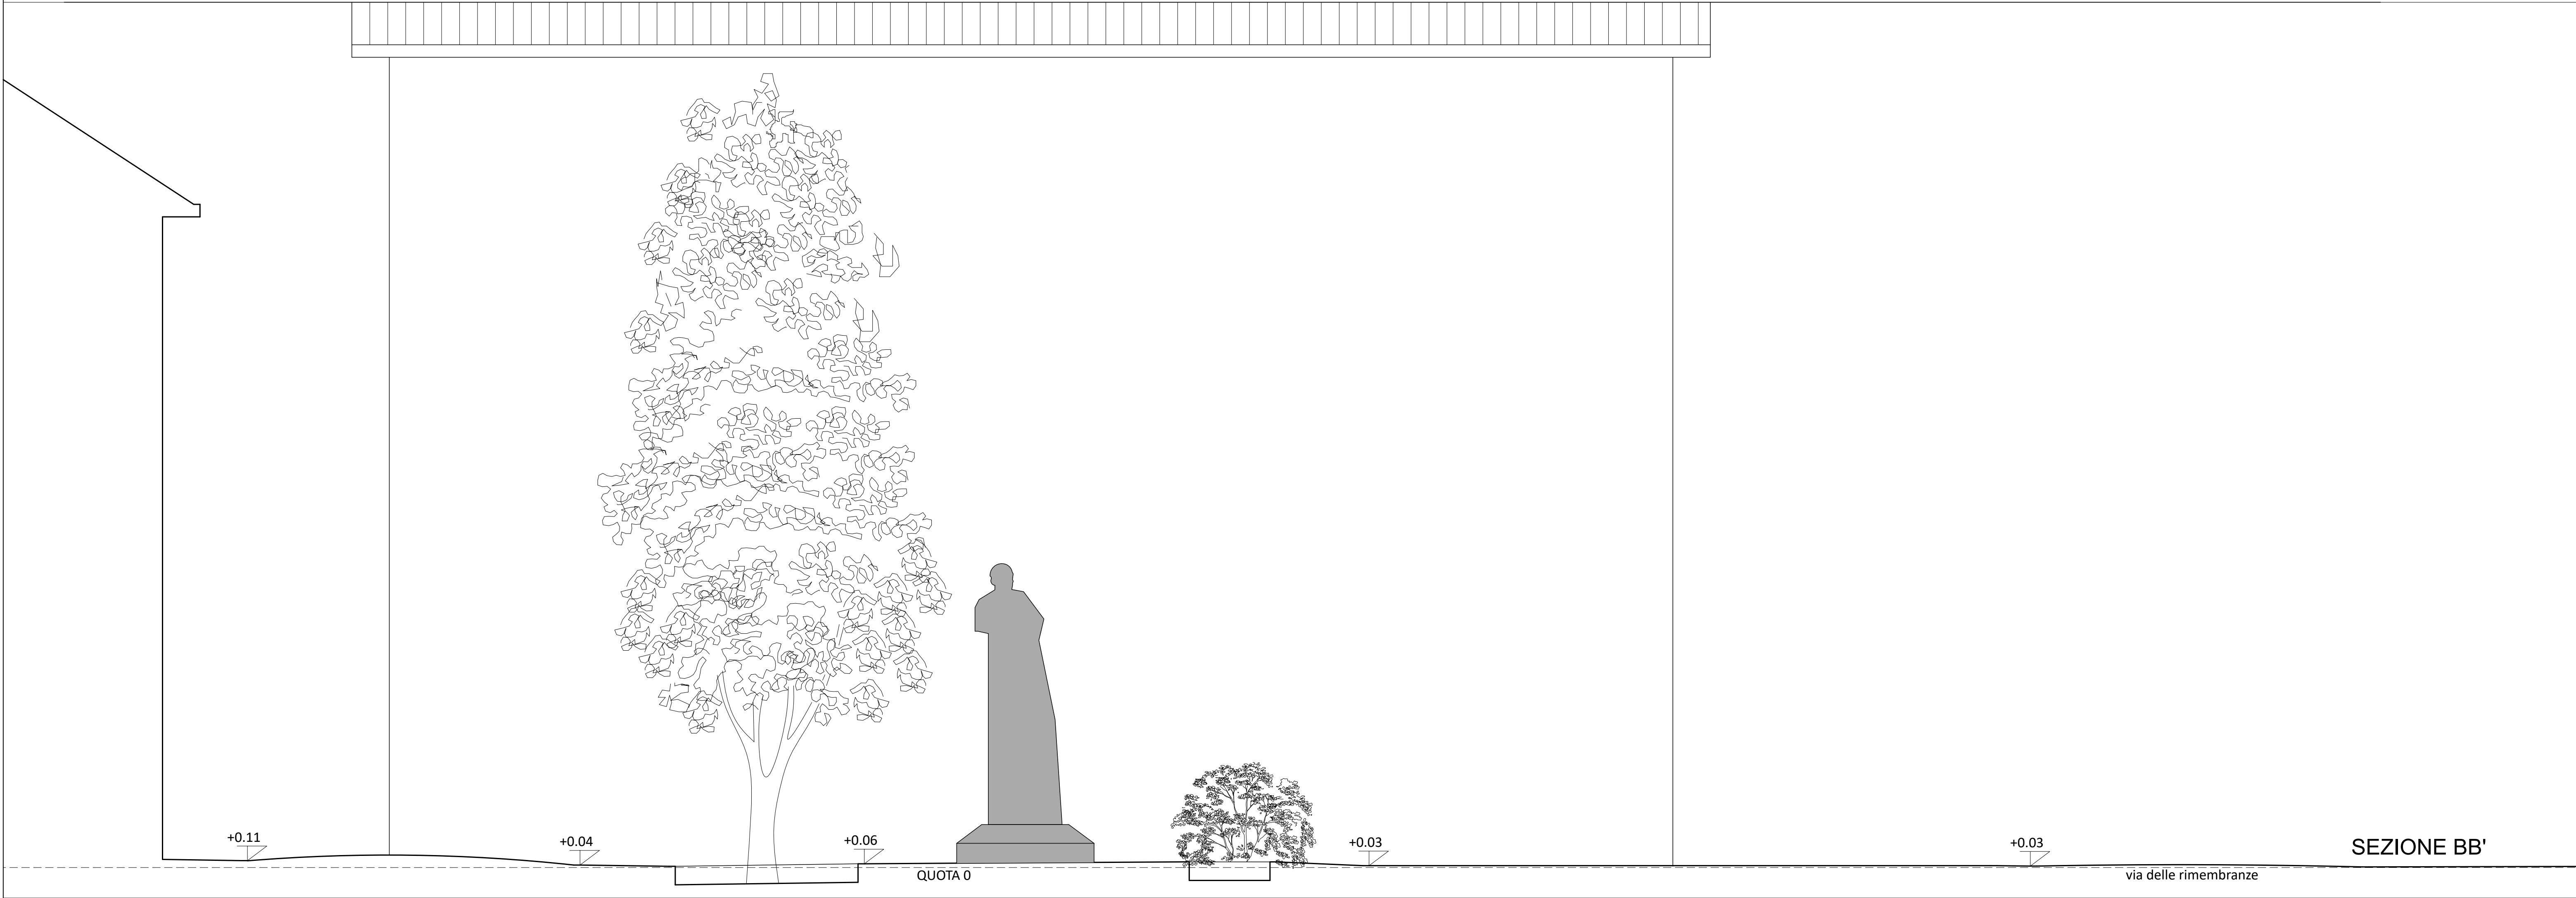 +0.11
+0.04
+0.06
+0.03
+0.03
SEZIONE BB'
QUOTA 0
via delle rimembranze